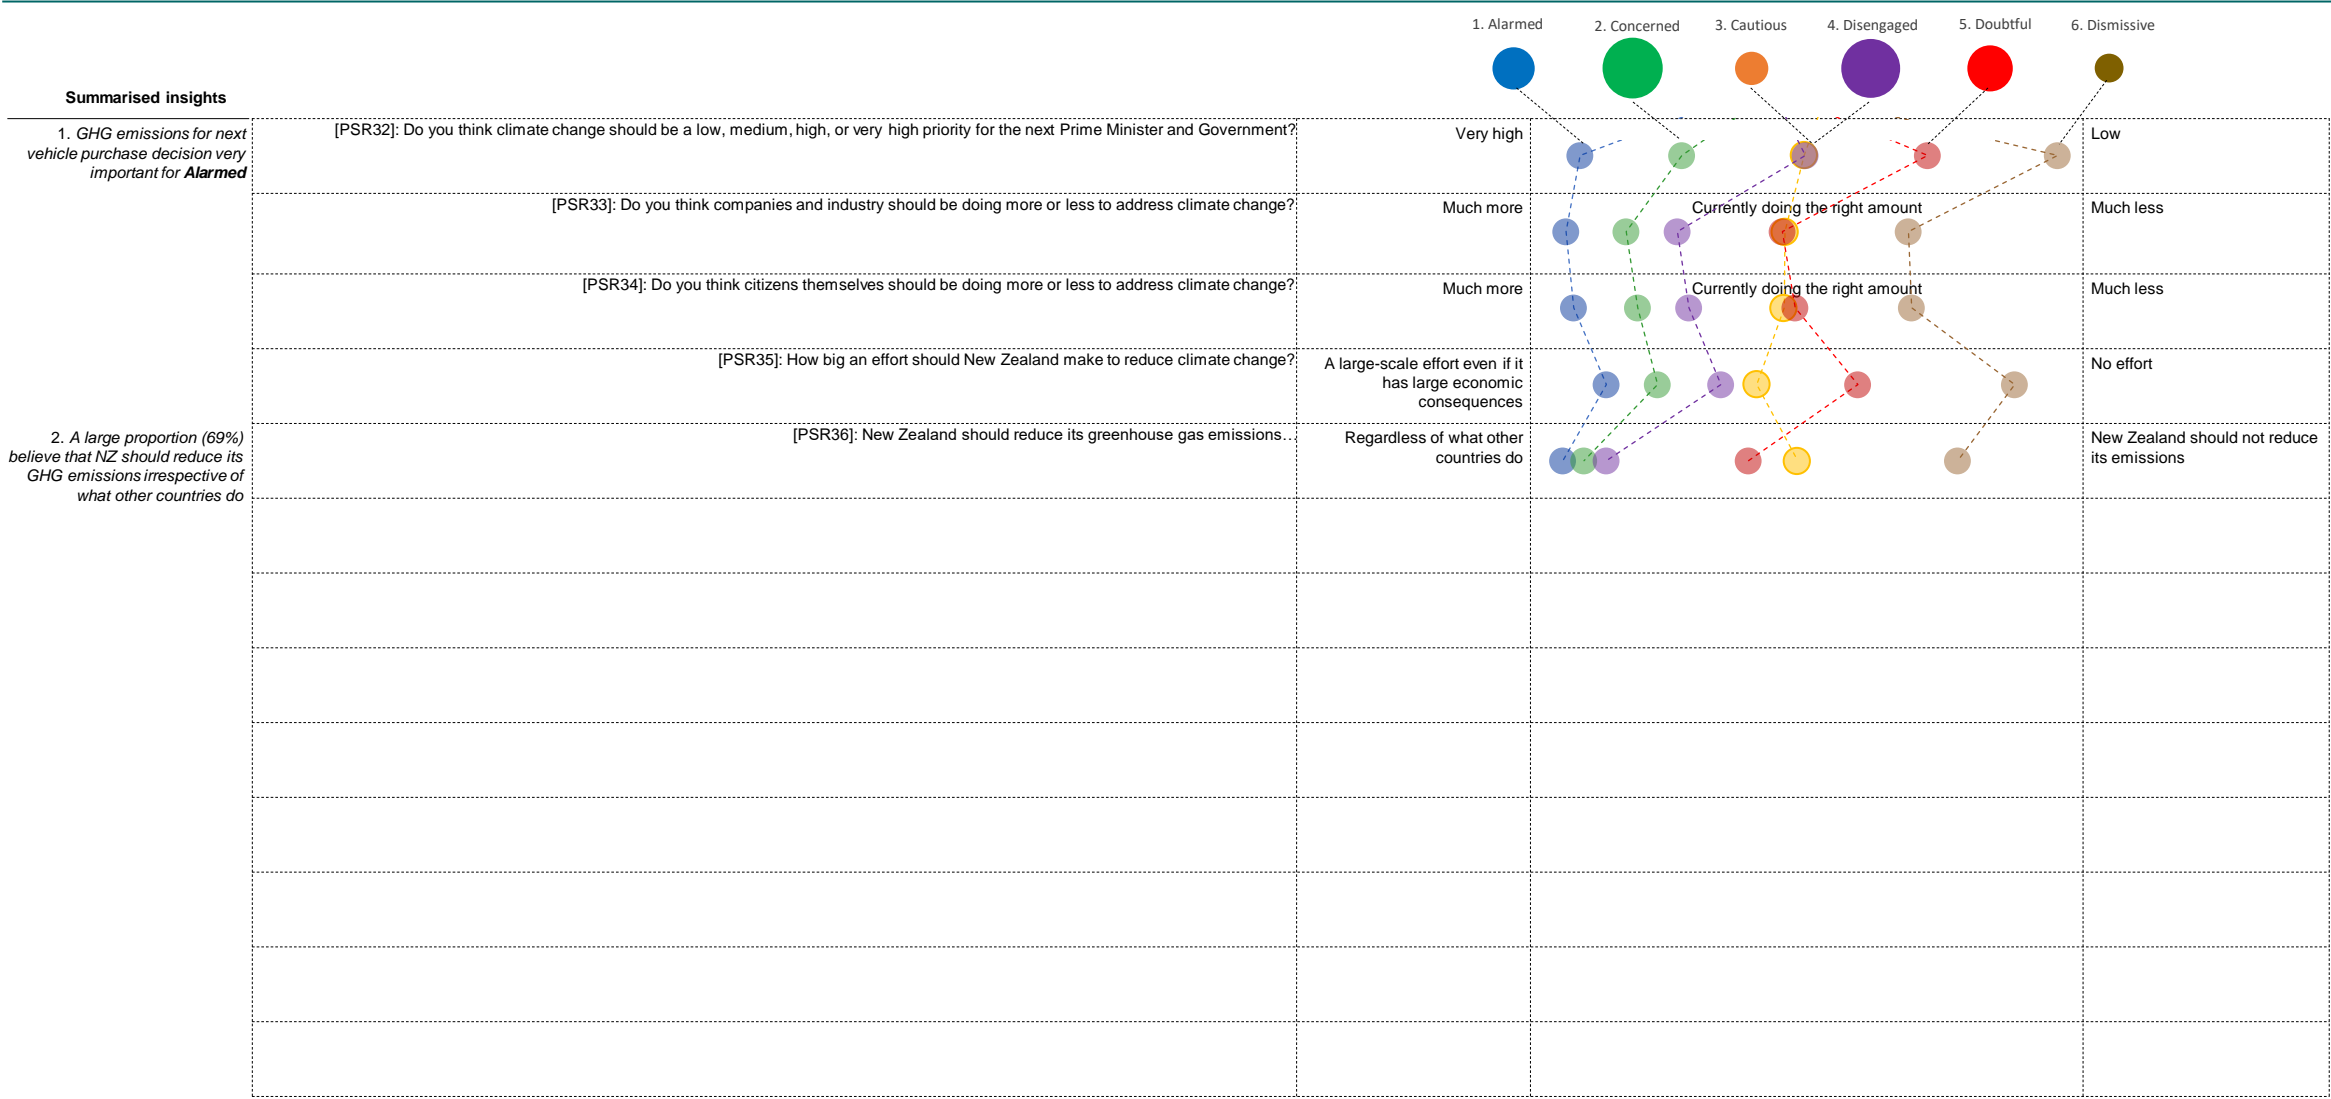 1. Alarmed
2. Concerned
3. Cautious
4. Disengaged
5. Doubtful
6. Dismissive
Summarised insights
1. GHG emissions for next
vehicle purchase decision very
important for Alarmed
[PSR32]: Do you think climate change should be a low, medium, high, or very high priority for the next Prime Minister and Government?
Very high
Low
[PSR33]: Do you think companies and industry should be doing more or less to address climate change?
Much more
Currently doing the right amount
Much less
[PSR34]: Do you think citizens themselves should be doing more or less to address climate change?
Much more
Currently doing the right amount
Much less
[PSR35]: How big an effort should New Zealand make to reduce climate change?
A large-scale effort even if it
has large economic
consequences
No effort
2. A large proportion (69%)
believe that NZ should reduce its
GHG emissions irrespective of
what other countries do
[PSR36]: New Zealand should reduce its greenhouse gas emissions…
Regardless of what other
countries do
New Zealand should not reduce
its emissions